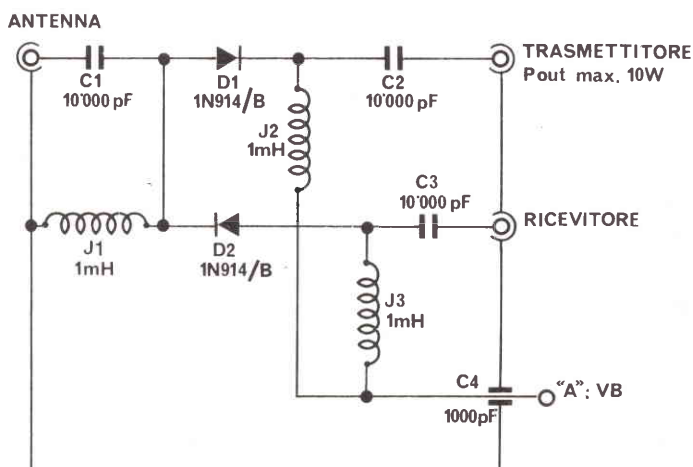 ANTENNA
C1
10'000 pF
D1
1N914/B
C2
10'000 pF
TRASMETTITORE
Pout max. 10W
J2
1mH
C3
10'000 pF
RICEVITORE
J1
1mH
D2
1N914/B
J3
1mH
C4
1000pF
"A": VB